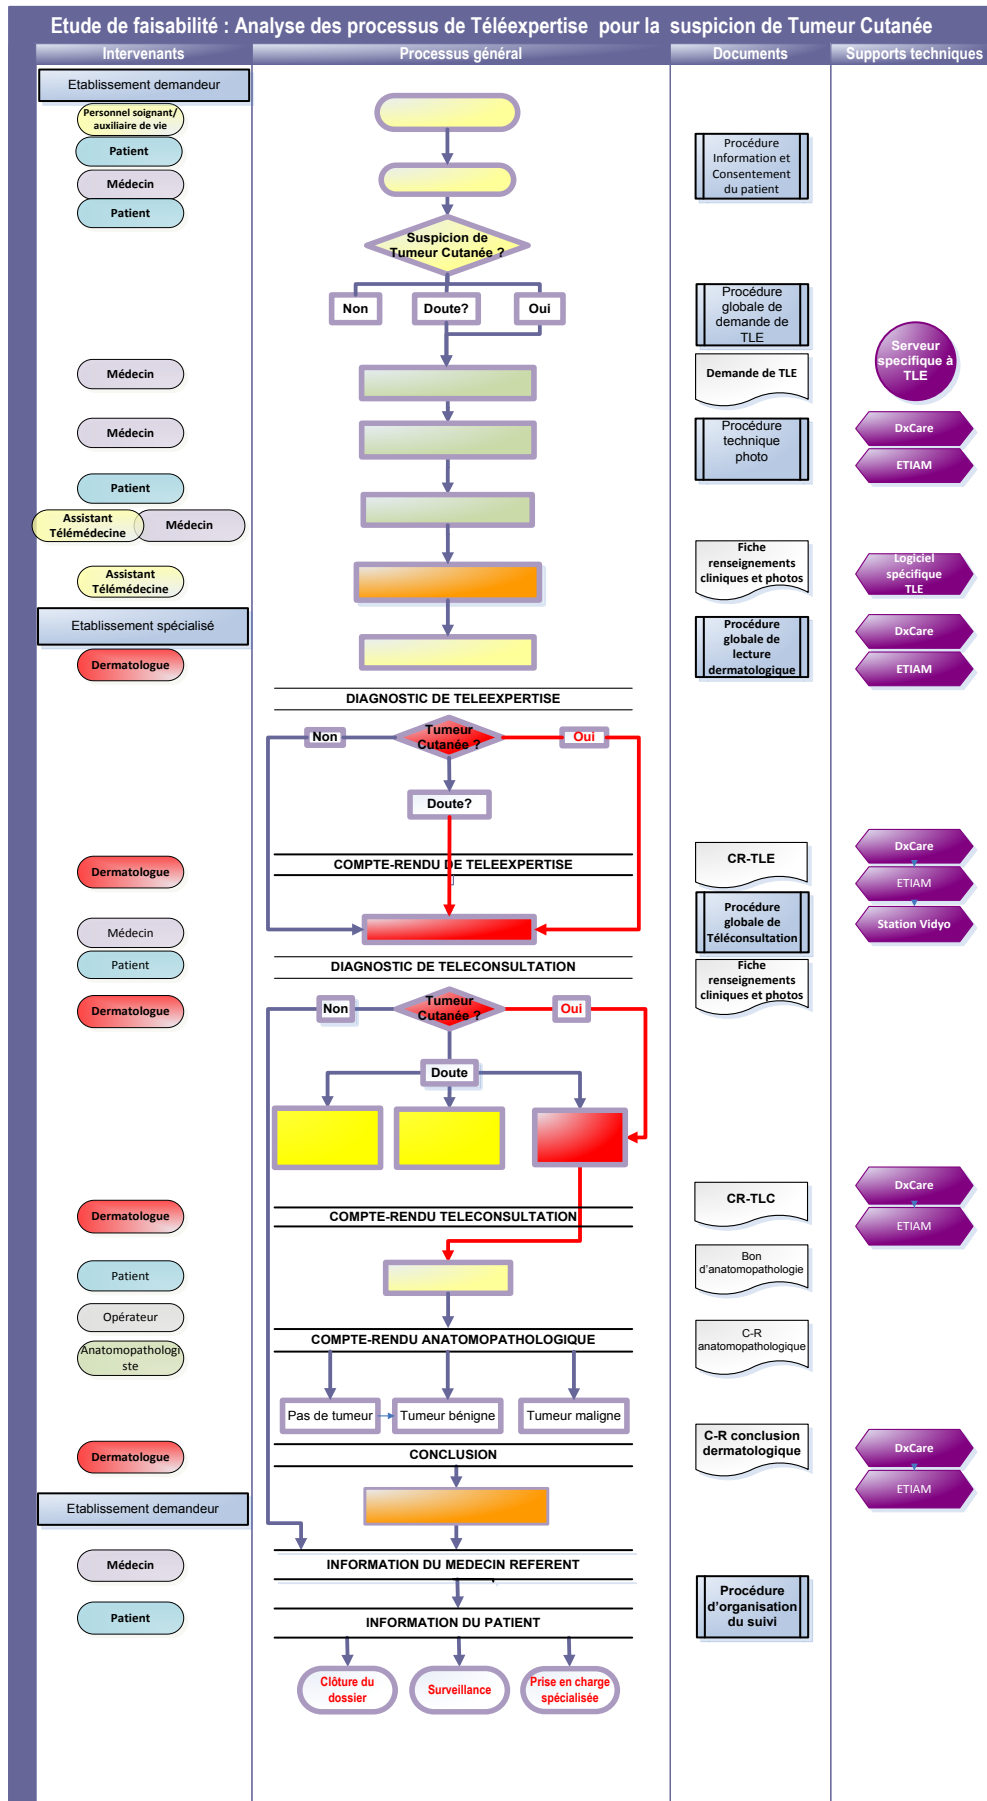 Etude de faisabilité : Analyse des processus de Téléexpertise pour la suspicion de Tumeur Cutanée
Intervenants
Processus général
Documents
Supports techniques
Etablissement demandeur
Personnel soignant/
auxiliaire de vie
Patient
Médecin
Patient
Procédure
Information et
Consentement
du patient
Suspicion de
Tumeur Cutanée ?
Non
Doute?
Oui
Procédure
globale de
demande de
TLE
Serveur
specifique à
TLE
Médecin
Demande de TLE
Médecin
Procédure
technique
photo
DxCare
ETIAM
Patient
Assistant
Télémédecine
Médecin
Assistant
Télémédecine
Fiche
renseignements
cliniques et photos
Logiciel
spécifique
TLE
Etablissement spécialisé
Dermatologue
Procédure
globale de
lecture
dermatologique
DxCare
ETIAM
DIAGNOSTIC DE TELEEXPERTISE
Non
Tumeur
Cutanée ?
Oui
Doute?
COMPTE-RENDU DE TELEEXPERTISE
Dermatologue
CR-TLE
DxCare
ETIAM
Station Vidyo
Médecin
Patient
Procédure
globale de
Téléconsultation
DIAGNOSTIC DE TELECONSULTATION
Fiche
renseignements
cliniques et photos
Dermatologue
Non
Tumeur
Cutanée ?
Oui
Doute
COMPTE-RENDU TELECONSULTATION
Dermatologue
CR-TLC
DxCare
ETIAM
Patient
Bon
d'anatomopathologie
Opérateur
Anatomopathologi
ste
COMPTE-RENDU ANATOMOPATHOLOGIQUE
C-R
anatomopathologique
Pas de tumeur
Tumeur bénigne
Tumeur maligne
CONCLUSION
Dermatologue
C-R conclusion
dermatologique
DxCare
ETIAM
Etablissement demandeur
INFORMATION DU MEDECIN REFERENT
Médecin
Patient
INFORMATION DU PATIENT
Procédure
d'organisation
du suivi
Clôture du
dossier
Surveillance
Prise en charge
spécialisée